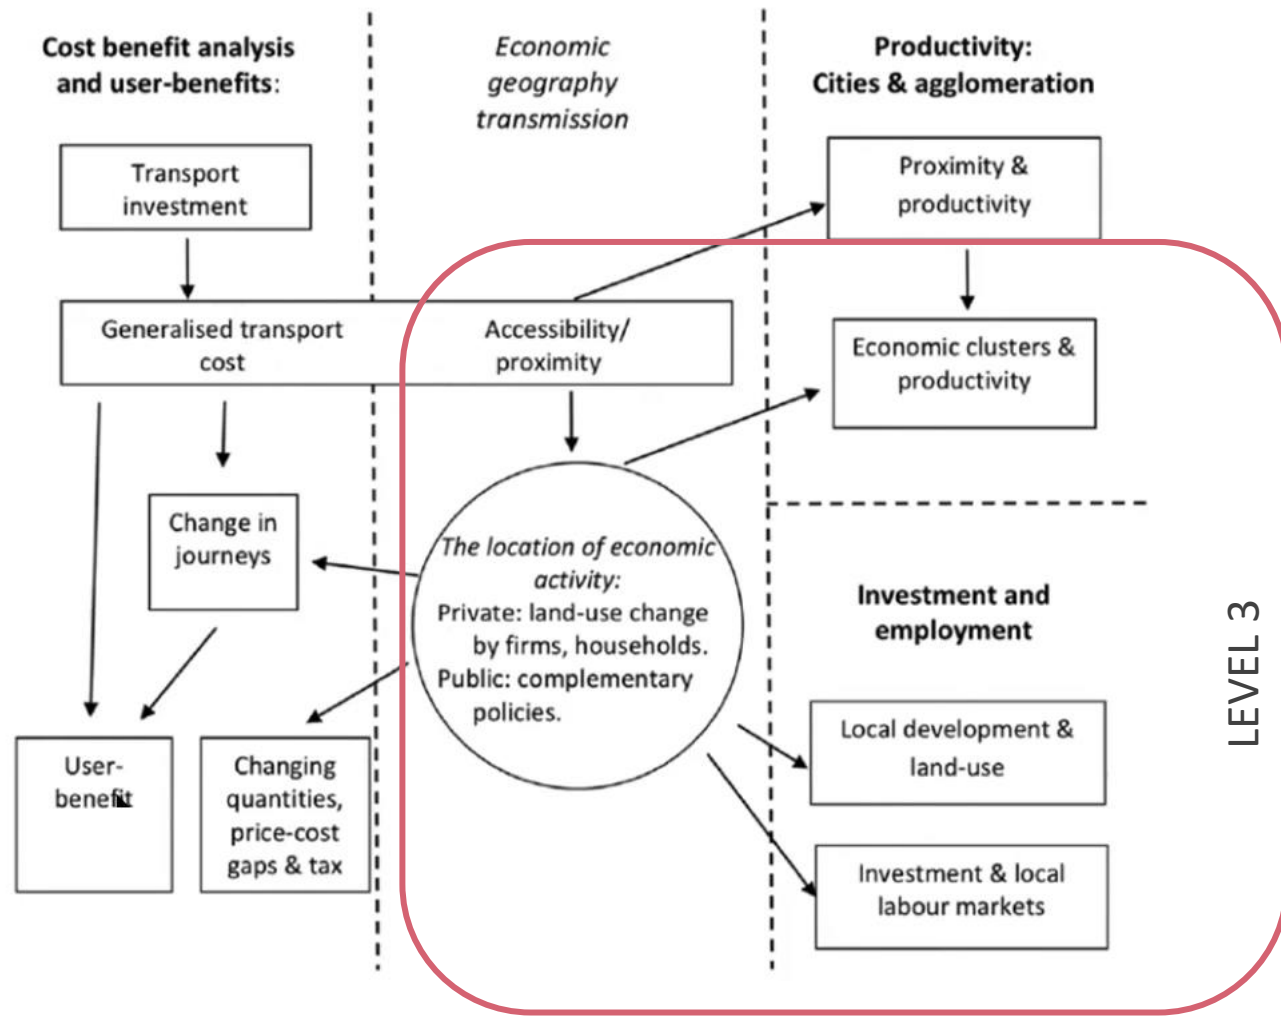 Cost benefit analysis
and user-benefits:
Economic
geography
transmission
Productivity:
Cities & agglomeration
Transport
investment
Proximity &
productivity
Generalised transport
cost
Accessibility/
proximity
Economic clusters &
productivity
Change in
journeys
The location of economic
activity:
Private: land-use change
by firms, households.
Public: complementary
policies.
Investment and
employment
LEVEL 3
Local development &
land-use
User-
benefit
Changing
quantities,
price-cost
gaps & tax
Investment & local
labour markets